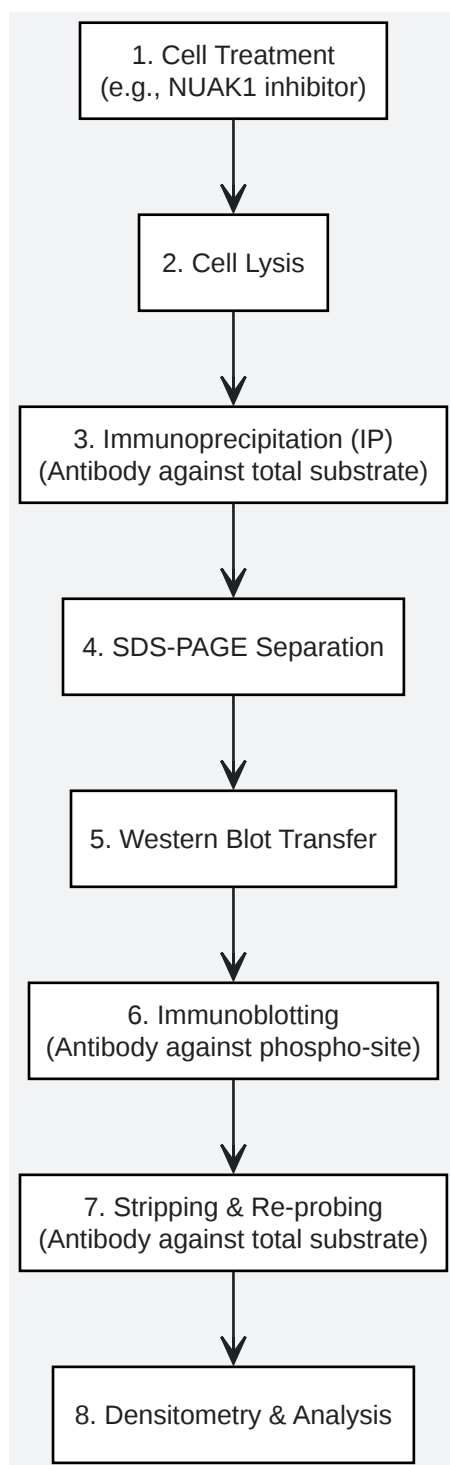 1. Cell Treatment
(e.g., NUAK1 inhibitor)
2. Cell Lysis
3. Immunoprecipitation (IP)
(Antibody against total substrate)
4. SDS-PAGE Separation
5. Western Blot Transfer
6. Immunoblotting
(Antibody against phospho-site)
7. Stripping & Re-probing
(Antibody against total substrate)
8. Densitometry & Analysis